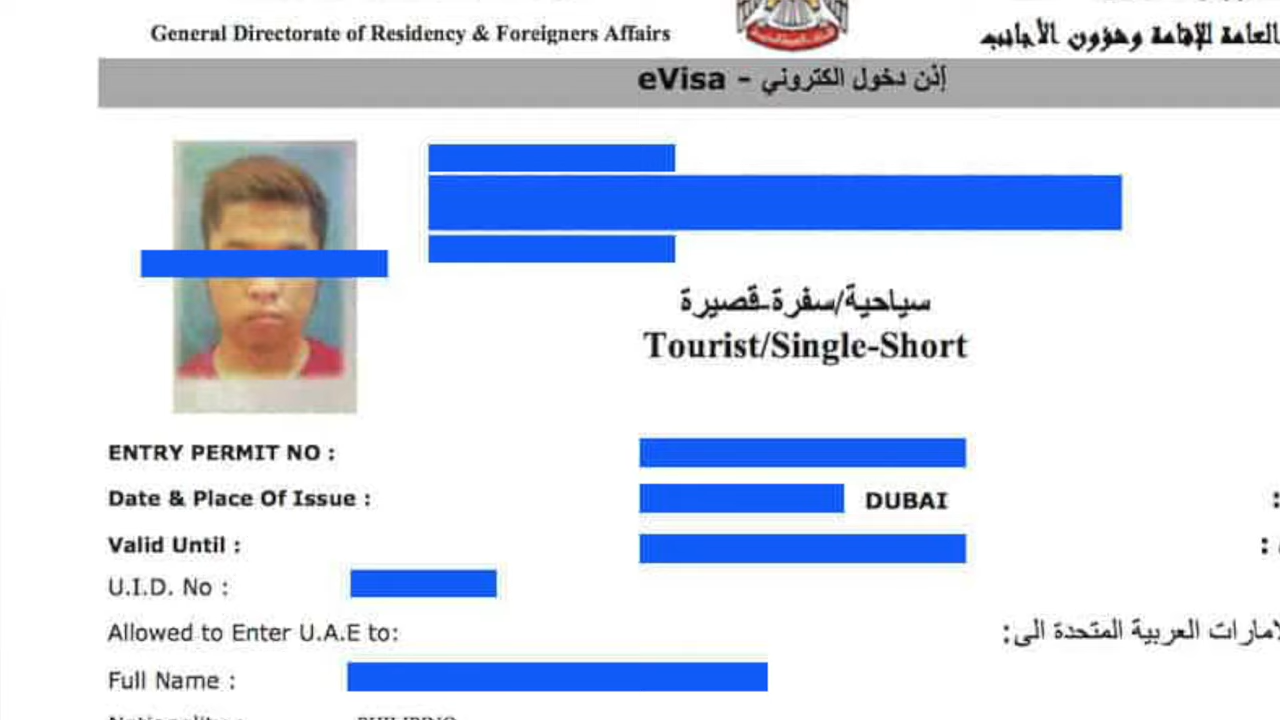 General Directorate of Residency & Foreigners Affairs
العامة للإقامة وشؤون الأجانب
eVisa - إذن دخول الكتروني
سياحية/سفرة-قصيرة
Tourist/Single-Short
ENTRY PERMIT NO :
Date & Place Of Issue : DUBAI :
Valid Until : :
U.I.D. No :
Allowed to Enter U.A.E to: العربية المتحدة الى:
Full Name :